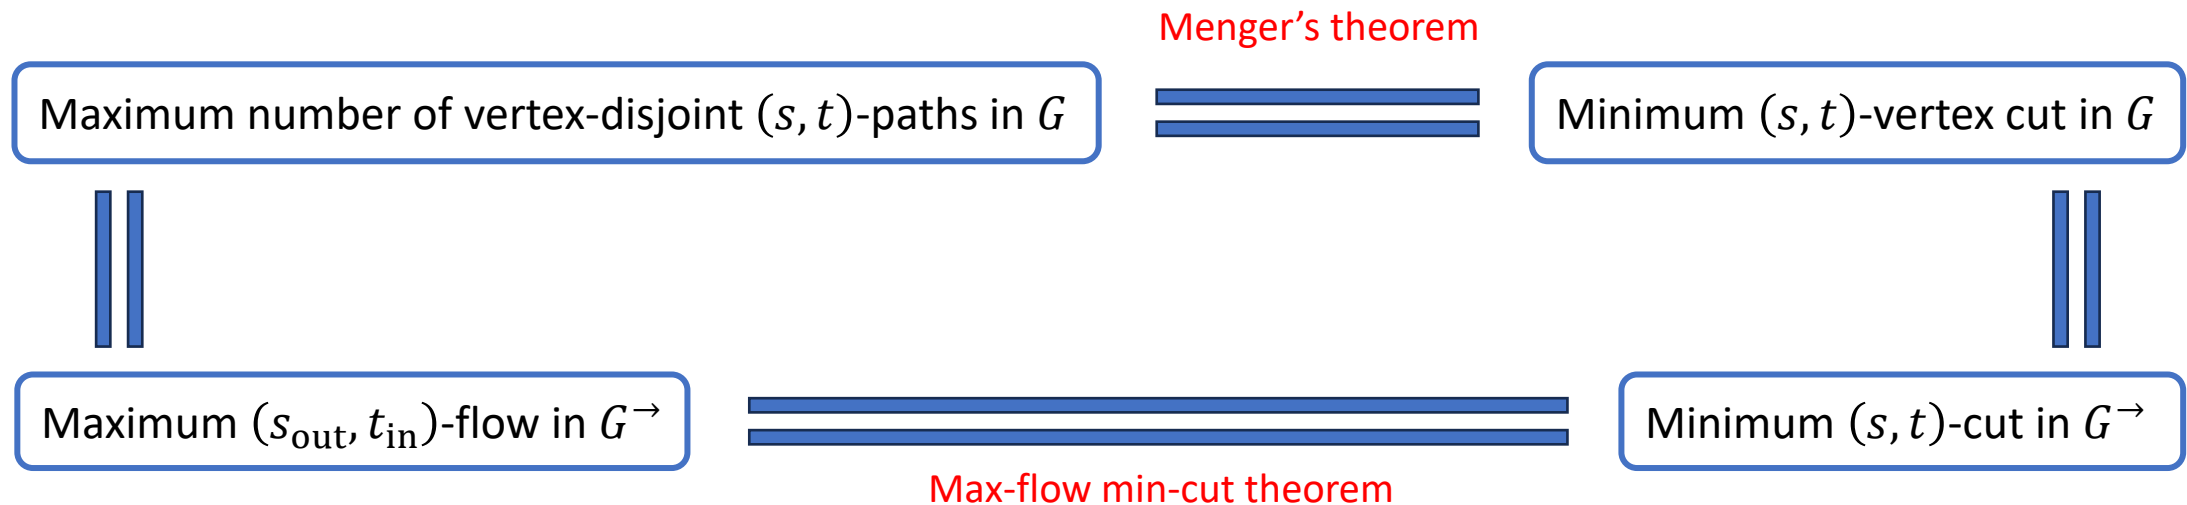 Menger’s theorem
Maximum number of vertex-disjoint (s, t)-paths in G
Minimum (s, t)-vertex cut in G
Maximum (s_out, t_in)-flow in G^→
Minimum (s, t)-cut in G^→
Max-flow min-cut theorem